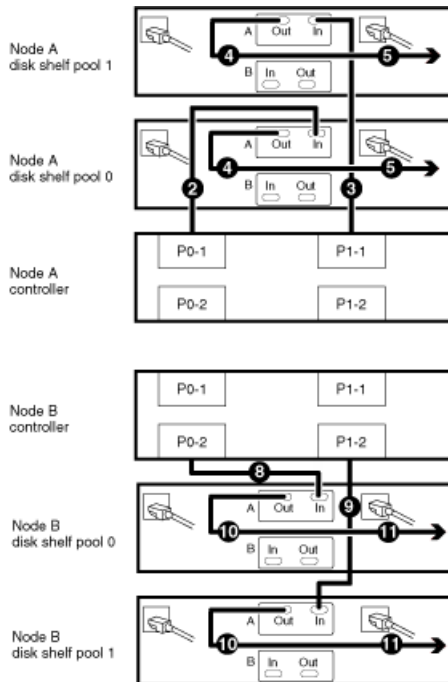 Node A
disk shelf pool 1
A
Out In
4
5
B
In Out
Node A
disk shelf pool 0
A
Out In
4
5
B
In Out
2
3
Node A
controller
P0-1
P1-1
P0-2
P1-2
Node B
controller
P0-1
P1-1
P0-2
P1-2
8
9
Node B
disk shelf pool 0
A
Out In
10
11
B
In Out
Node B
disk shelf pool 1
A
Out In
10
11
B
In Out